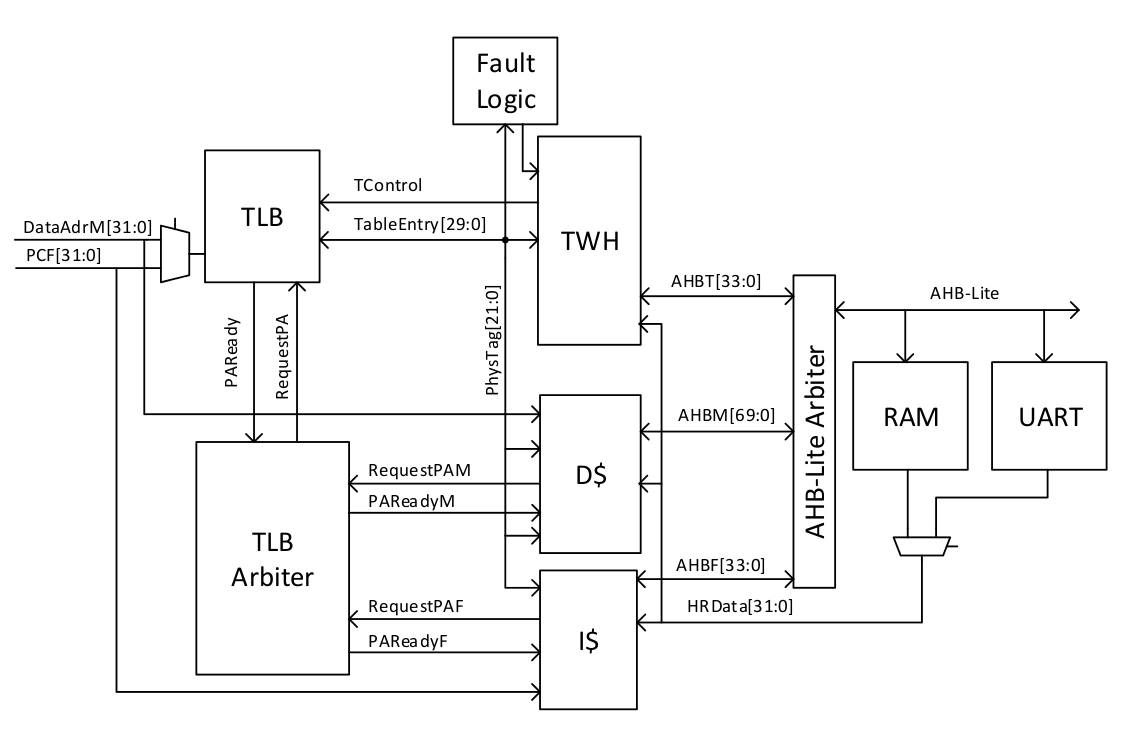 Fault
Logic
TControl
TLB
TableEntry[29:0]
DataAdrM[31:0]
PCF[31:0]
TWH
AHBT[33:0]
AHB-Lite
PAReady
RequestPA
PhysTag[21:0]
AHB-Lite Arbiter
RAM
UART
AHBM[69:0]
RequestPAM
D$
PAReadyM
TLB
Arbiter
AHBF[33:0]
RequestPAF
HRData[31:0]
I$
PAReadyF